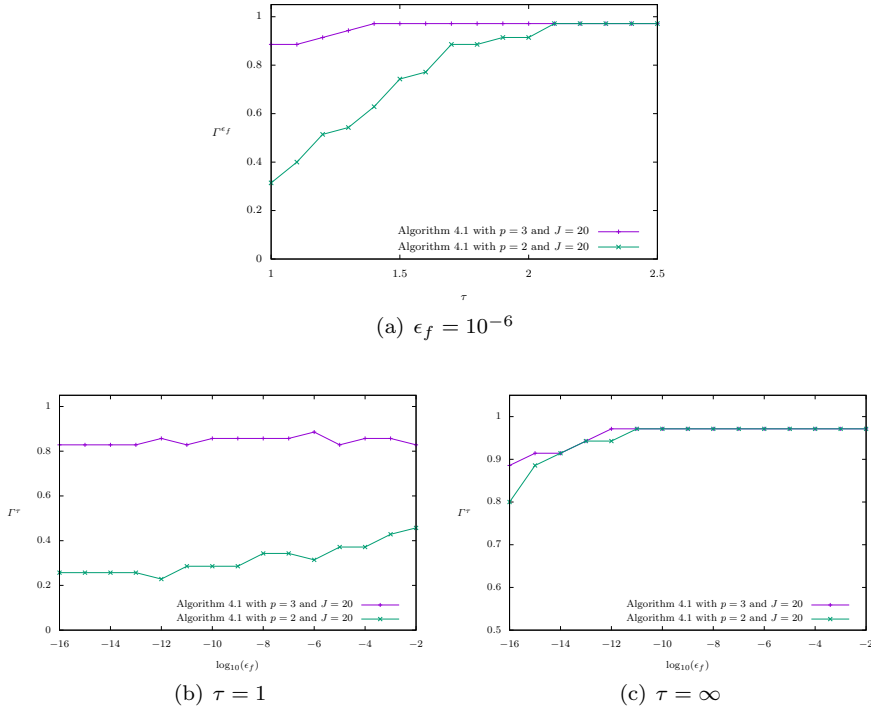 1
0.8
0.6
Γ^{ϵ_f}
0.4
0.2
Algorithm 4.1 with p = 3 and J = 20
Algorithm 4.1 with p = 2 and J = 20
0
1 1.5 2 2.5
τ
(a) ϵ_f = 10^{−6}
1
0.8
0.6
Γ^τ
0.4
0.2
Algorithm 4.1 with p = 3 and J = 20
Algorithm 4.1 with p = 2 and J = 20
0
−16 −14 −12 −10 −8 −6 −4 −2
log_{10}(ϵ_f)
(b) τ = 1
1
0.9
0.8
Γ^τ
0.7
0.6
Algorithm 4.1 with p = 3 and J = 20
Algorithm 4.1 with p = 2 and J = 20
0.5
−16 −14 −12 −10 −8 −6 −4 −2
log_{10}(ϵ_f)
(c) τ = ∞